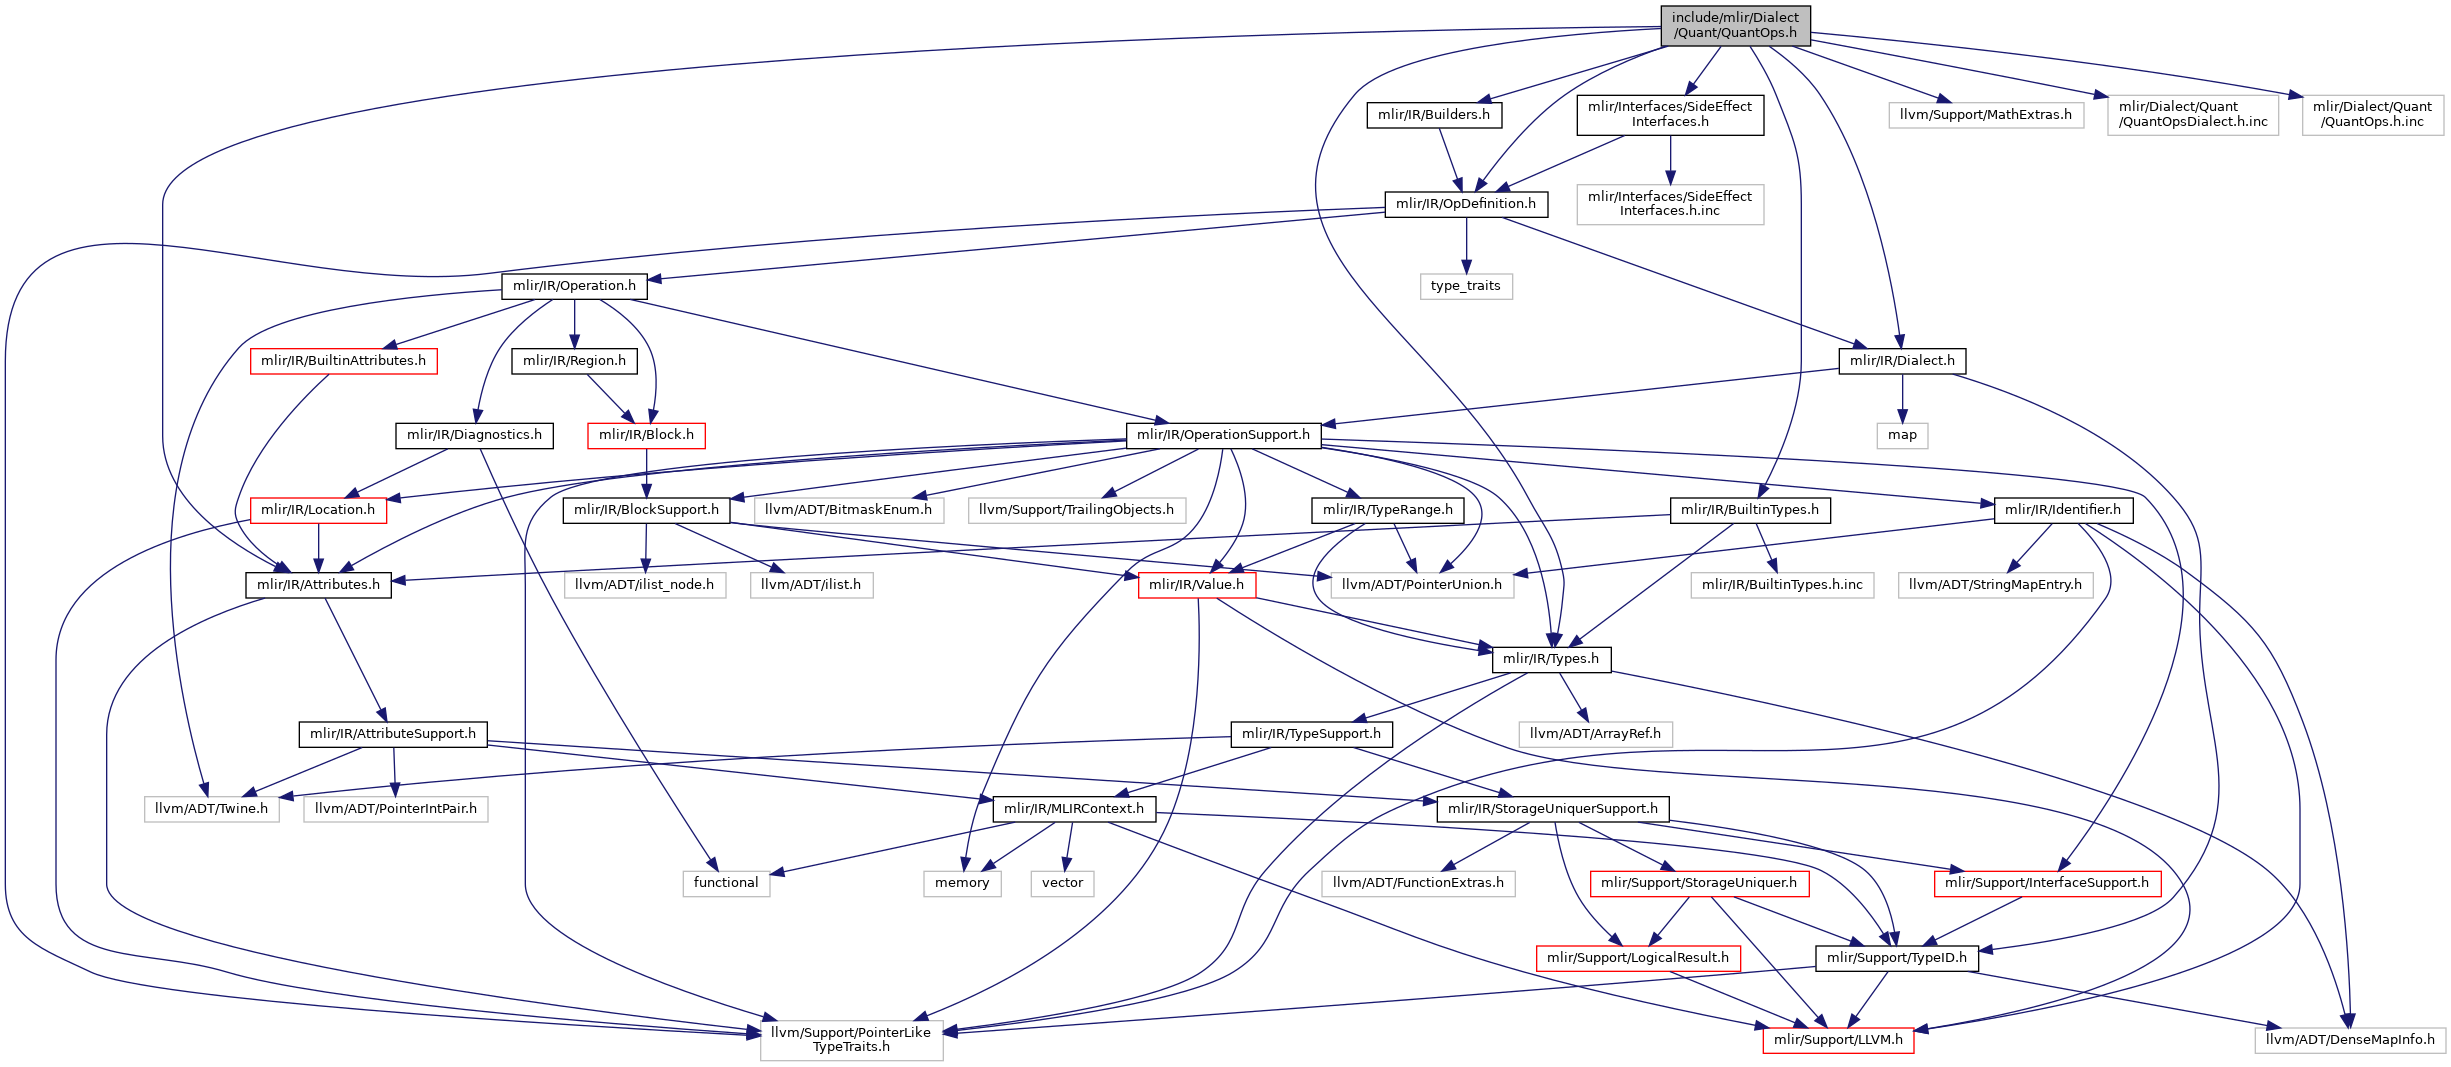 include/mlir/Dialect
/Quant/QuantOps.h
mlir/IR/Builders.h
mlir/Interfaces/SideEffect
Interfaces.h
llvm/Support/MathExtras.h
mlir/Dialect/Quant
/QuantOpsDialect.h.inc
mlir/Dialect/Quant
/QuantOps.h.inc
mlir/IR/OpDefinition.h
mlir/Interfaces/SideEffect
Interfaces.h.inc
mlir/IR/Operation.h
type_traits
mlir/IR/BuiltinAttributes.h
mlir/IR/Region.h
mlir/IR/Dialect.h
mlir/IR/Diagnostics.h
mlir/IR/Block.h
mlir/IR/OperationSupport.h
map
mlir/IR/Location.h
mlir/IR/BlockSupport.h
llvm/ADT/BitmaskEnum.h
llvm/Support/TrailingObjects.h
mlir/IR/TypeRange.h
mlir/IR/BuiltinTypes.h
mlir/IR/Identifier.h
mlir/IR/Attributes.h
llvm/ADT/ilist_node.h
llvm/ADT/ilist.h
mlir/IR/Value.h
llvm/ADT/PointerUnion.h
mlir/IR/BuiltinTypes.h.inc
llvm/ADT/StringMapEntry.h
mlir/IR/Types.h
mlir/IR/AttributeSupport.h
mlir/IR/TypeSupport.h
llvm/ADT/ArrayRef.h
llvm/ADT/Twine.h
llvm/ADT/PointerIntPair.h
mlir/IR/MLIRContext.h
mlir/IR/StorageUniquerSupport.h
functional
memory
vector
llvm/ADT/FunctionExtras.h
mlir/Support/StorageUniquer.h
mlir/Support/InterfaceSupport.h
mlir/Support/LogicalResult.h
mlir/Support/TypeID.h
llvm/Support/PointerLike
TypeTraits.h
mlir/Support/LLVM.h
llvm/ADT/DenseMapInfo.h